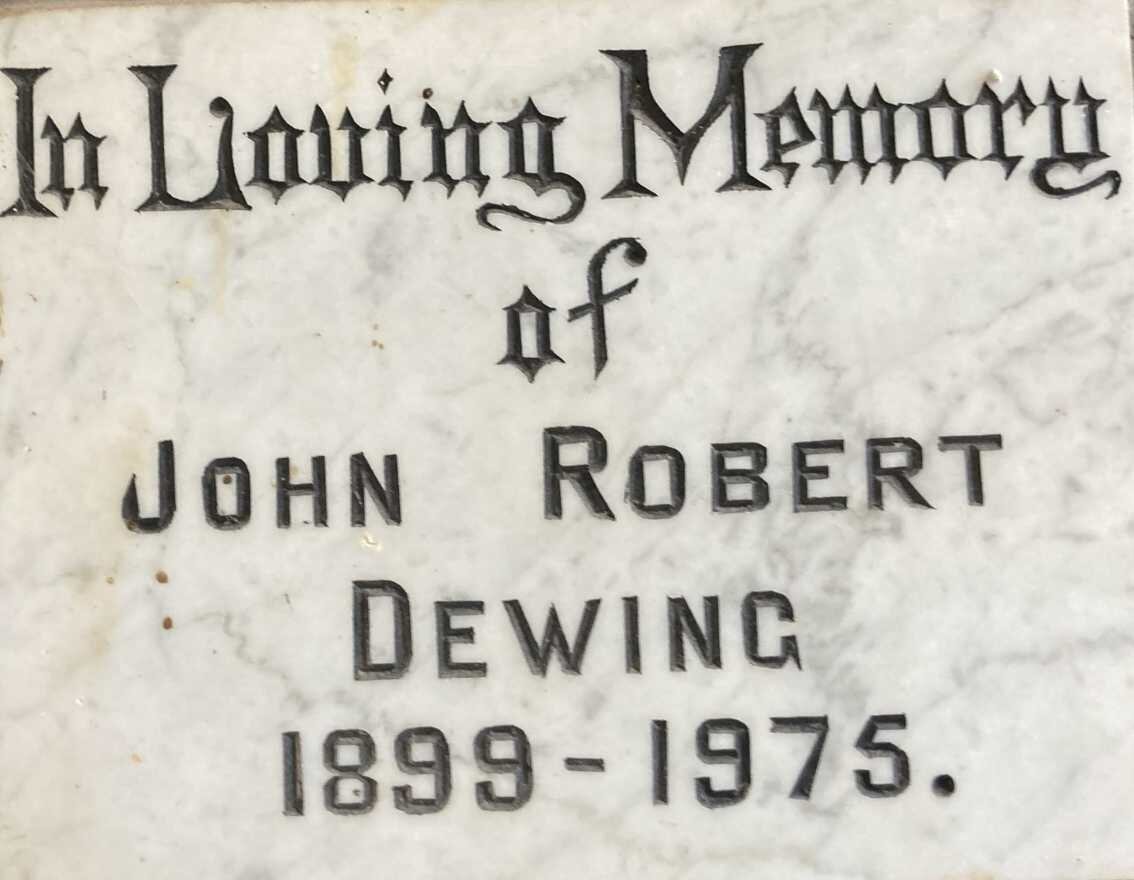 In Loving Memory
of
JOHN ROBERT
DEWING
1899-1975.